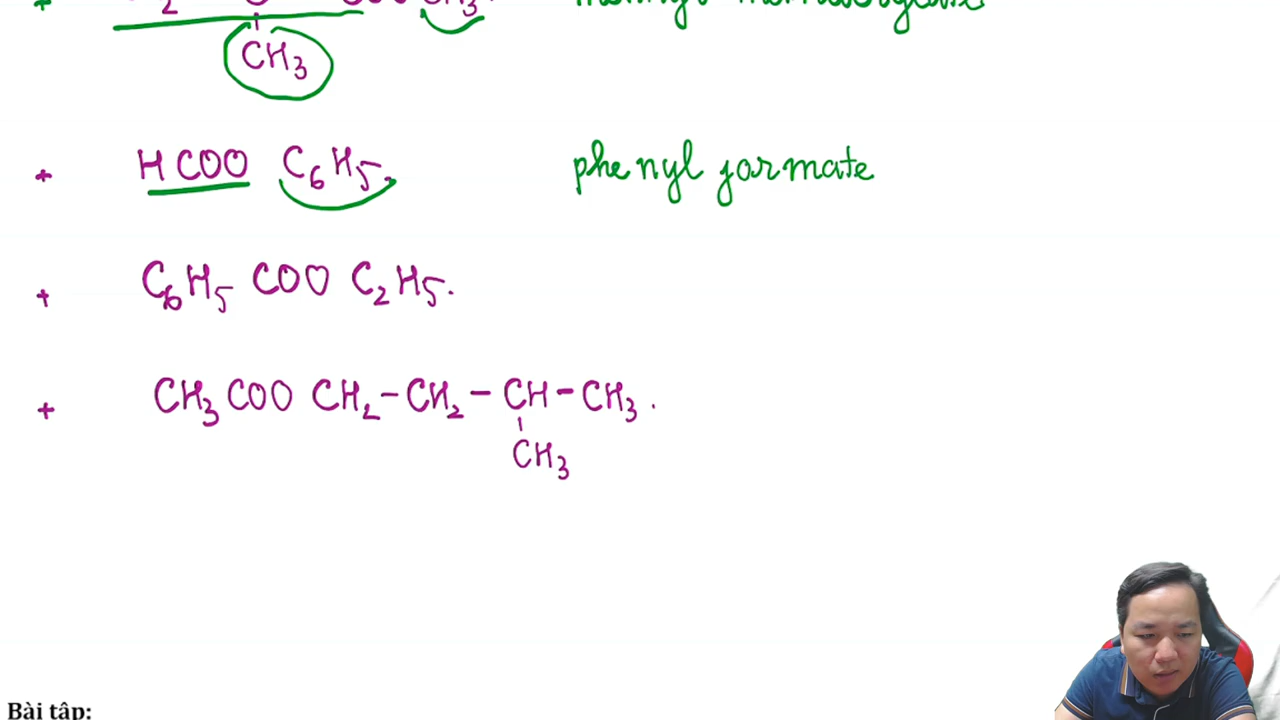 CH₃
+ HCOO C₆H₅. phenyl formate
+ C₆H₅ COO C₂H₅.
+ CH₃COO CH₂-CH₂-CH-CH₃.
CH₃
Bài tập: